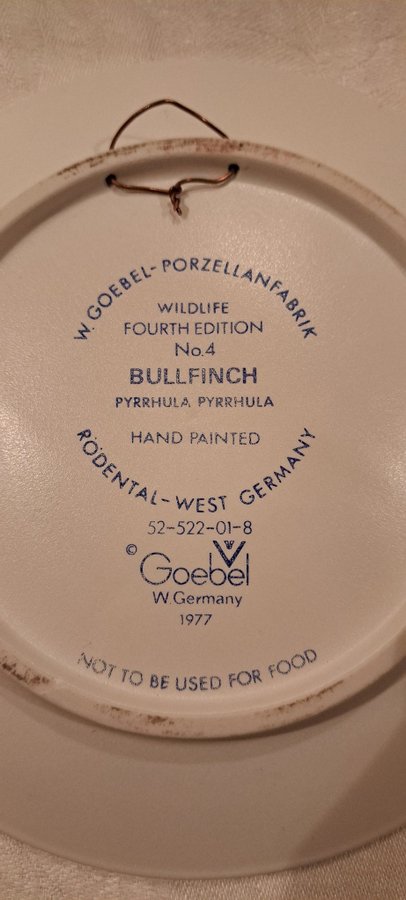 W. GOEBEL-PORZELLANFABRIK
WILDLIFE
FOURTH EDITION
No.4
BULLFINCH
PYRRHULA PYRRHULA
HAND PAINTED
RÖDENTAL-WEST GERMANY
52-522-01-8
© Goebel
W.Germany
1977
NOT TO BE USED FOR FOOD